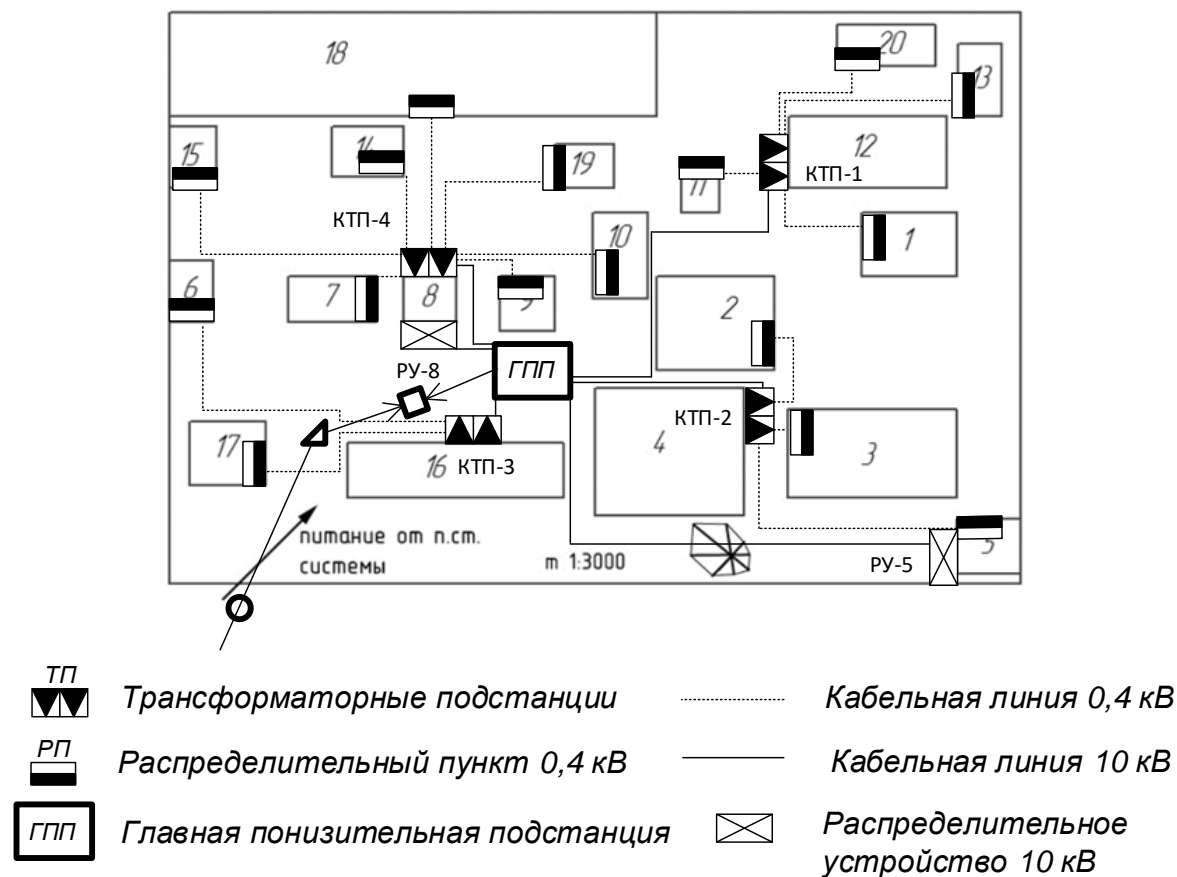 18
20
13
12
15
14
19
КТП-1
11
КТП-4
10
1
6
7
8
9
2
РУ-8
ГПП
КТП-2
17
4
3
16
КТП-3
питание от п.ст.
системы
т 1:3000
5
РУ-5
ТП
Трансформаторные подстанции
Кабельная линия 0,4 кВ
РП
Распределительный пункт 0,4 кВ
Кабельная линия 10 кВ
ГПП
Главная понизительная подстанция
Распределительное
устройство 10 кВ